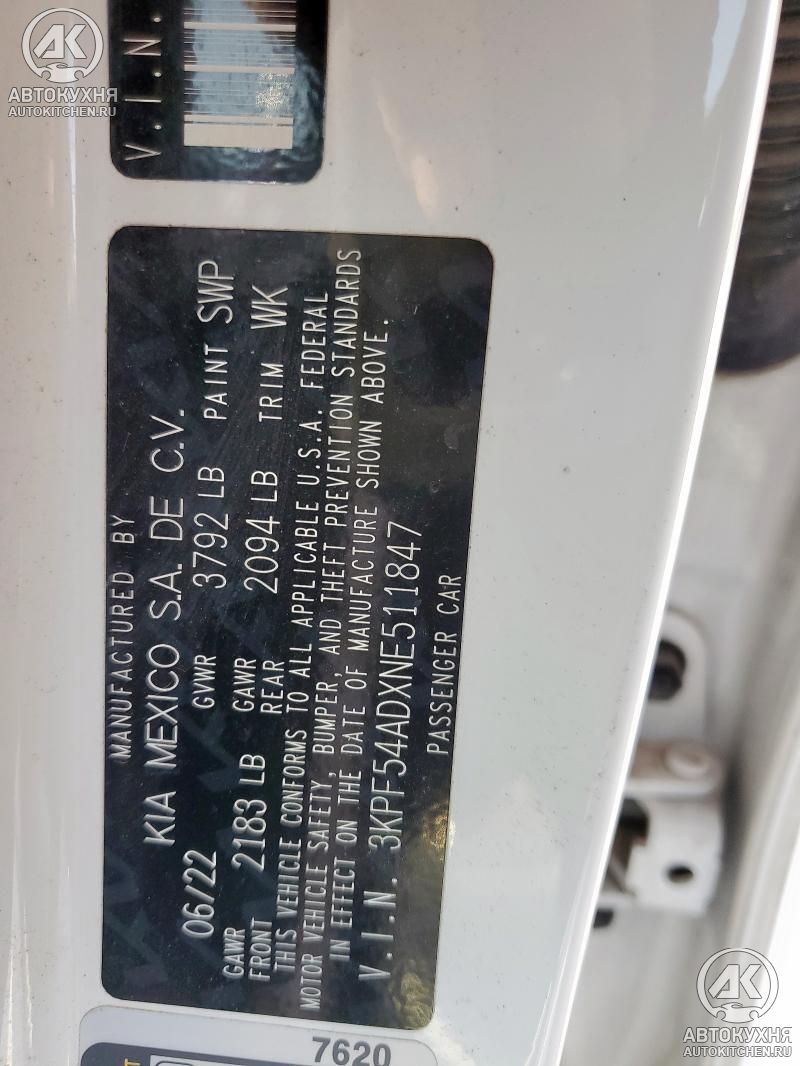 AK
АВТОКУХНЯ
AUTOKITCHEN.RU
V.I.N.
MANUFACTURED BY
KIA MEXICO S.A. DE C.V.
06/22 GVWR 3792 LB PAINT SWP
GAWR FRONT 2183 LB GAWR REAR 2094 LB TRIM WK
THIS VEHICLE CONFORMS TO ALL APPLICABLE U.S.A. FEDERAL
MOTOR VEHICLE SAFETY, BUMPER, AND THEFT PREVENTION STANDARDS
IN EFFECT ON THE DATE OF MANUFACTURE SHOWN ABOVE.
V.I.N. 3KPF54ADXNE511847
PASSENGER CAR
7620
AK
АВТОКУХНЯ
AUTOKITCHEN.RU